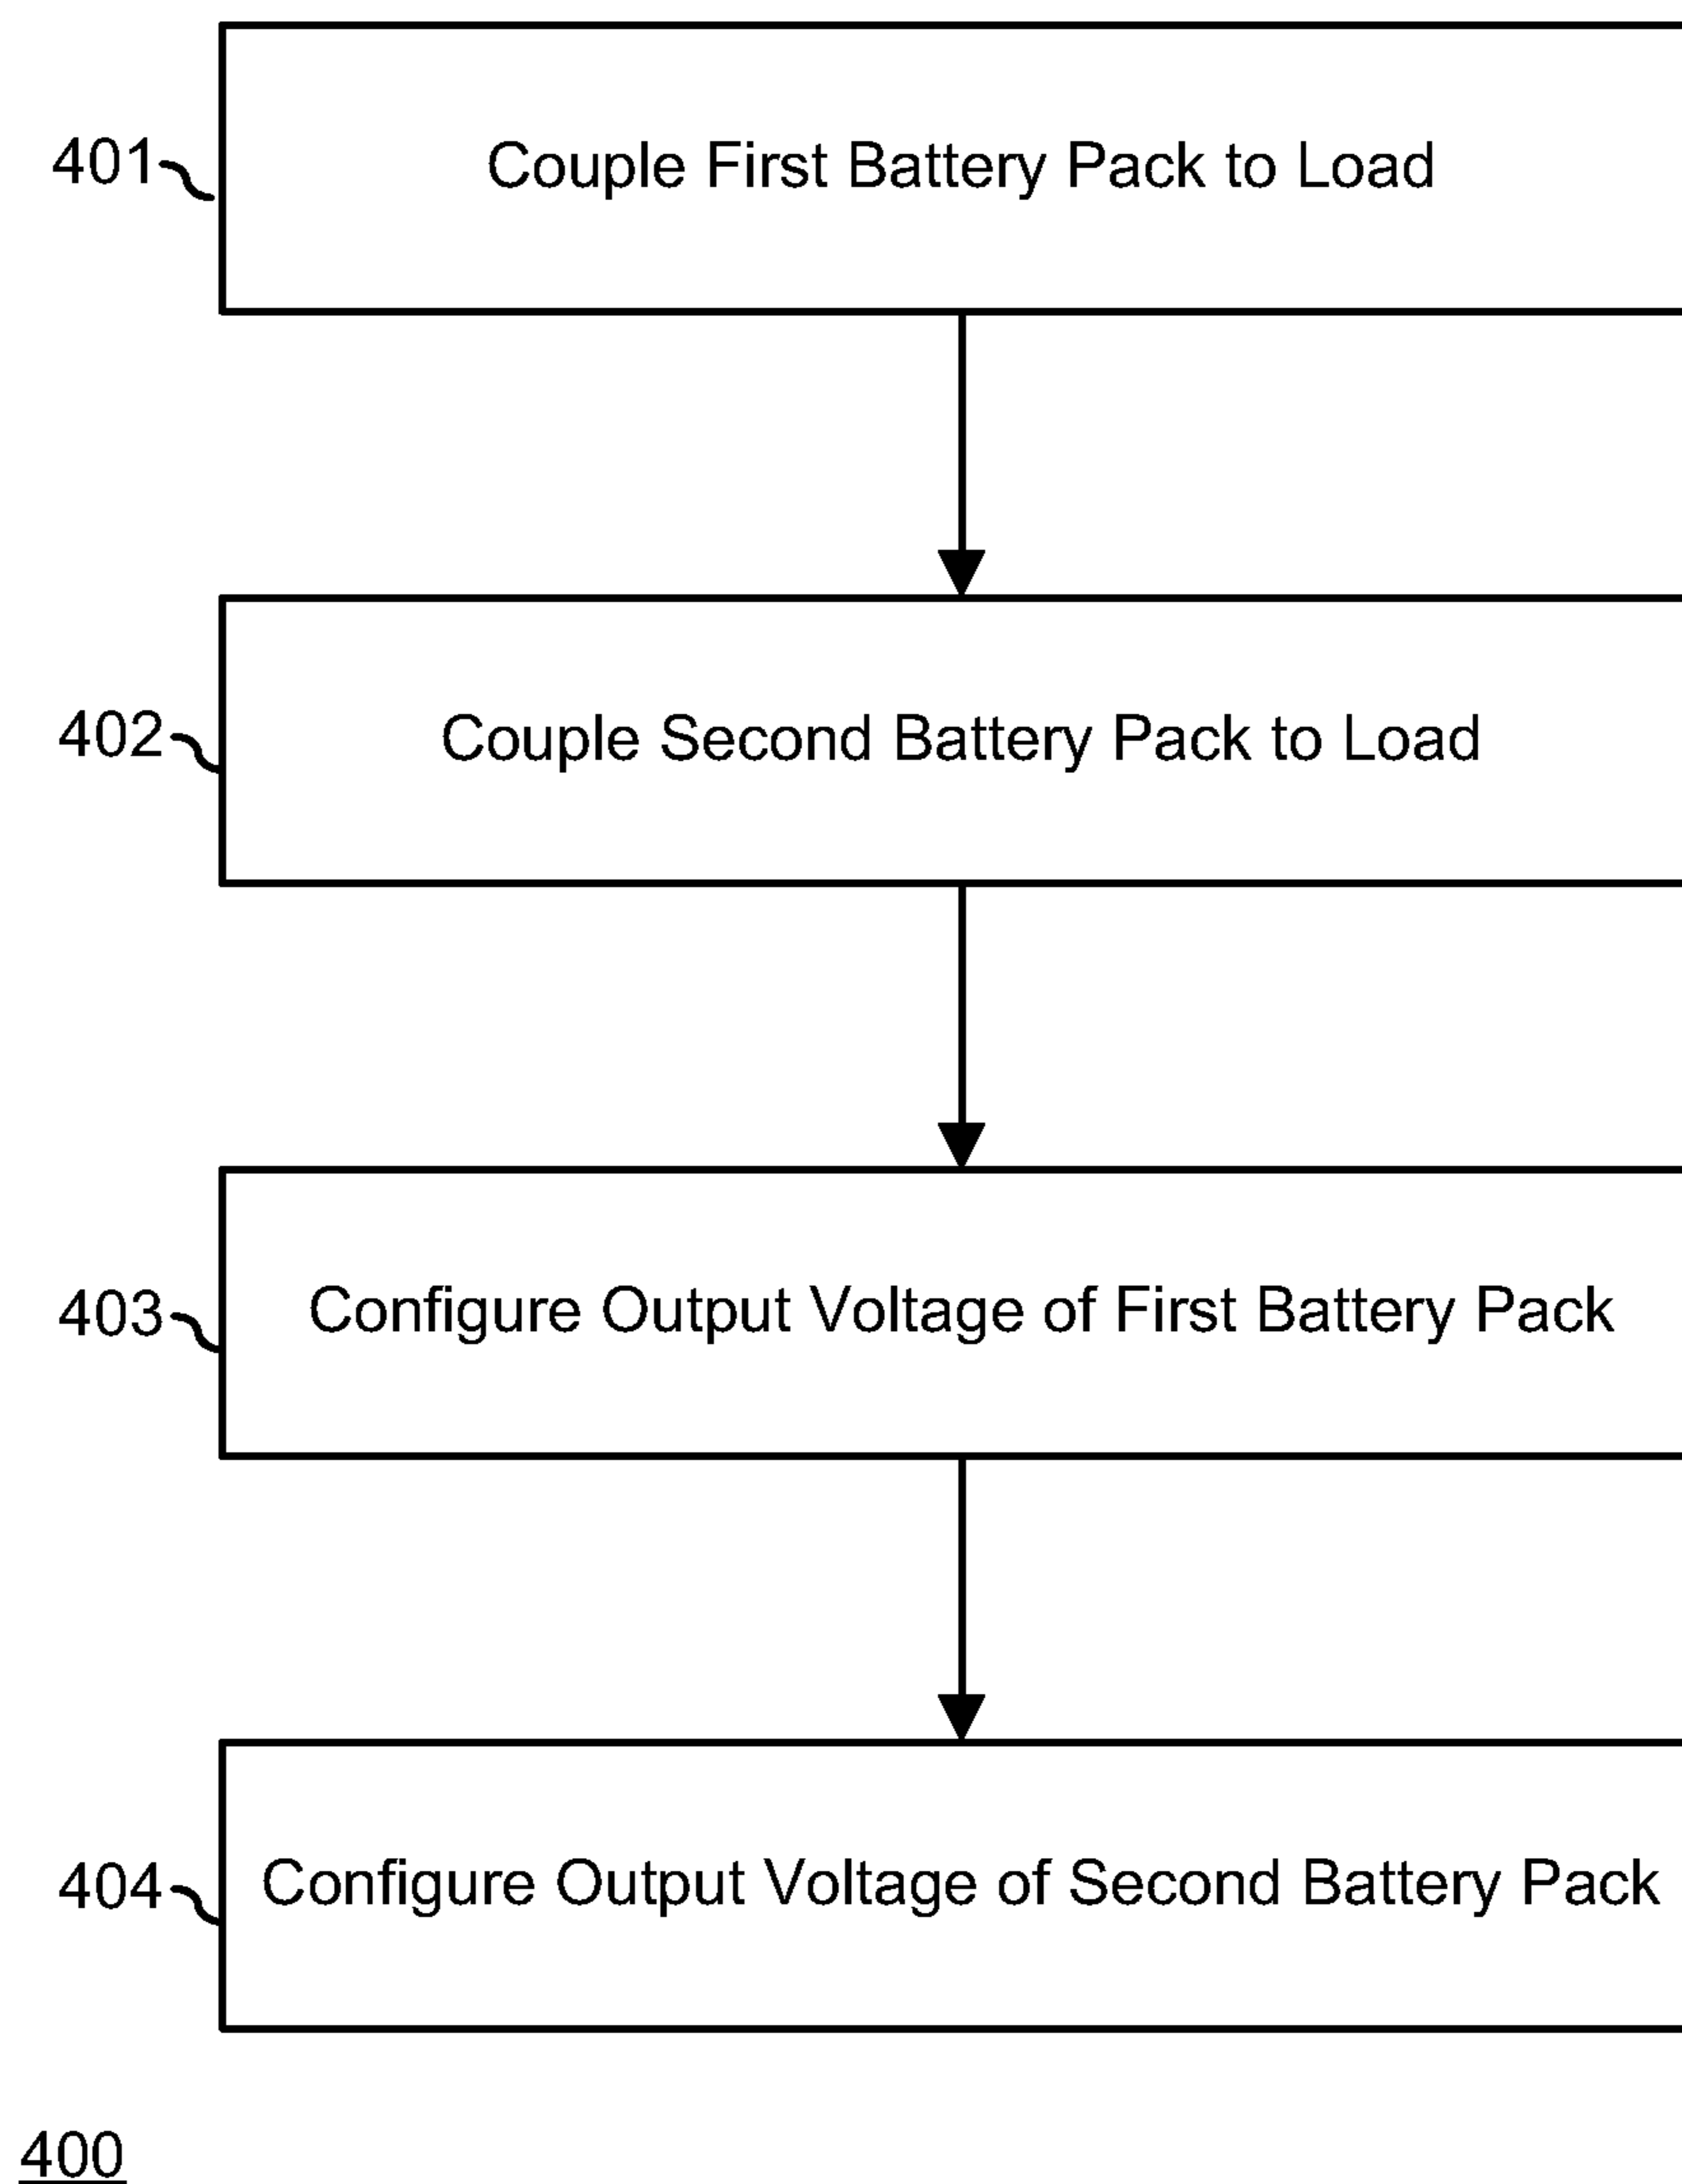 401
Couple First Battery Pack to Load
402
Couple Second Battery Pack to Load
403
Configure Output Voltage of First Battery Pack
404
Configure Output Voltage of Second Battery Pack
400